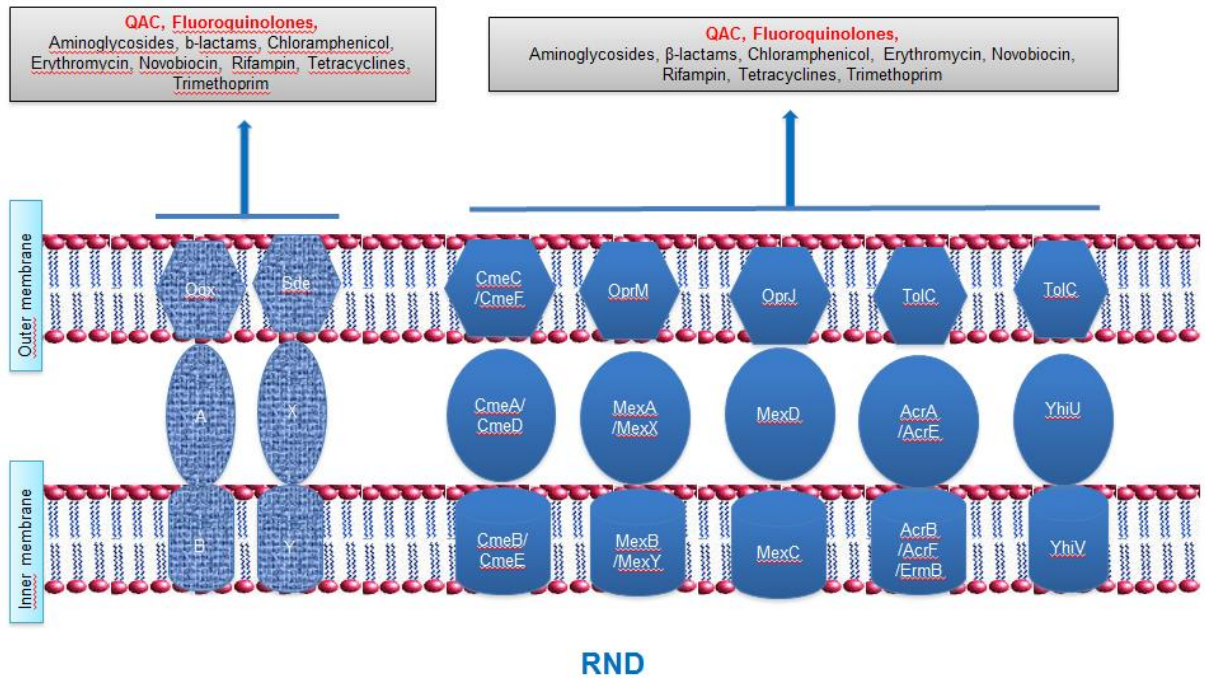 QAC, Fluoroquinolones,
Aminoglycosides, b-lactams, Chloramphenicol,
Erythromycin, Novobiocin, Rifampin, Tetracyclines,
Trimethoprim
QAC, Fluoroquinolones,
Aminoglycosides, β-lactams, Chloramphenicol, Erythromycin, Novobiocin,
Rifampin, Tetracyclines, Trimethoprim
Outer membrane
Oqx
Sde
CmeC
/CmeF
OprM
OprJ
TolC
TolC
A
X
CmeA/
CmeD
MexA
/MexX
MexD
AcrA
/AcrE
YhiU
Inner membrane
B
Y
CmeB/
CmeE
MexB
/MexY
MexC
AcrB
/AcrF
/ErmB
YhiV
RND